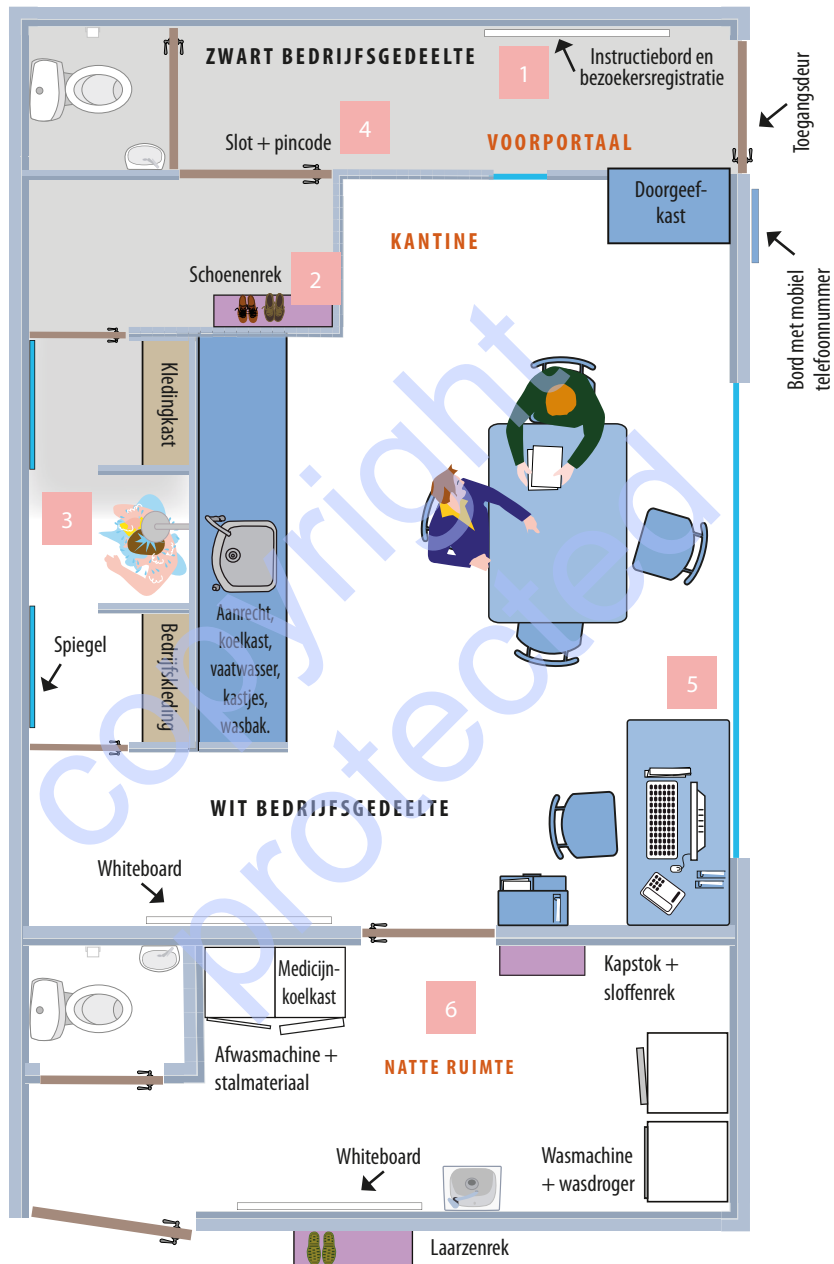 ZWART BEDRIJFSGEDEELTE
1
Instructiebord en
bezoekersregistratie
Toegangsdeur
4
Slot + pincode
VOORPORTAAL
Doorgeef-
kast
KANTINE
Schoenenrek
2
Bord met mobiel
telefoonnummer
Kledingkast
3
Spiegel
Bedrijfskleding
Aanrecht,
koelkast,
vaatwasser,
kastjes,
wasbak.
5
WIT BEDRIJFSGEDEELTE
Whiteboard
Medicijn-
koelkast
Kapstok +
sloffenrek
6
Afwasmachine +
stalmateriaal
NATTE RUIMTE
Whiteboard
Wasmachine
+ wasdroger
Laarzenrek
copyright
protected